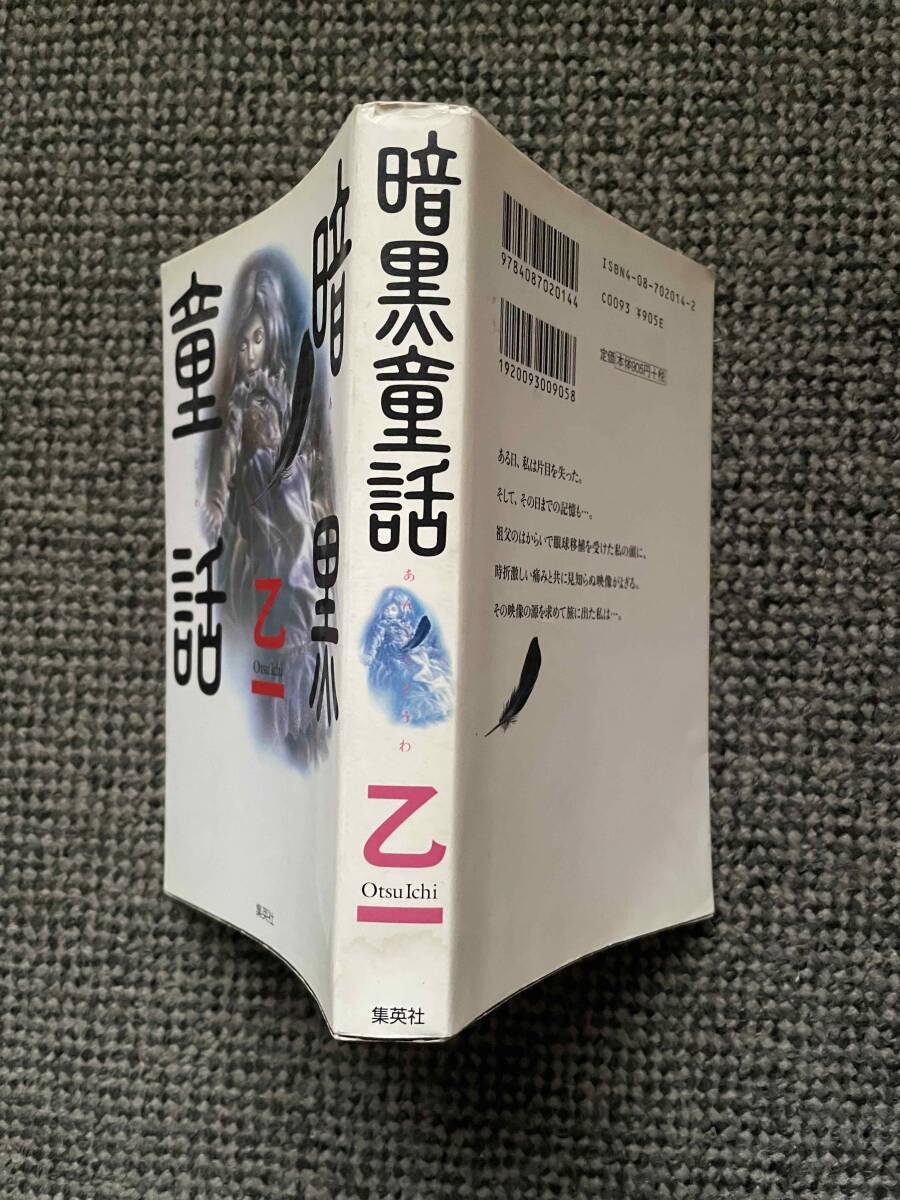 暗黒
童話
乙一
Otsu Ichi
集英社
暗黒童話
あんこくどうわ
乙一
Otsu Ichi
集英社
9784087020144
ISBN4-08-702014-2
C0093 ¥905E
1920093009058
定価 本体905円+税
ある日、私は片目を失った。
そして、その日までの記憶も…。
祖父のはからいで眼球移植を受けた私の頭に、
時折激しい痛みと共に見知らぬ映像がよぎる。
その映像の源を求めて旅に出た私は…。